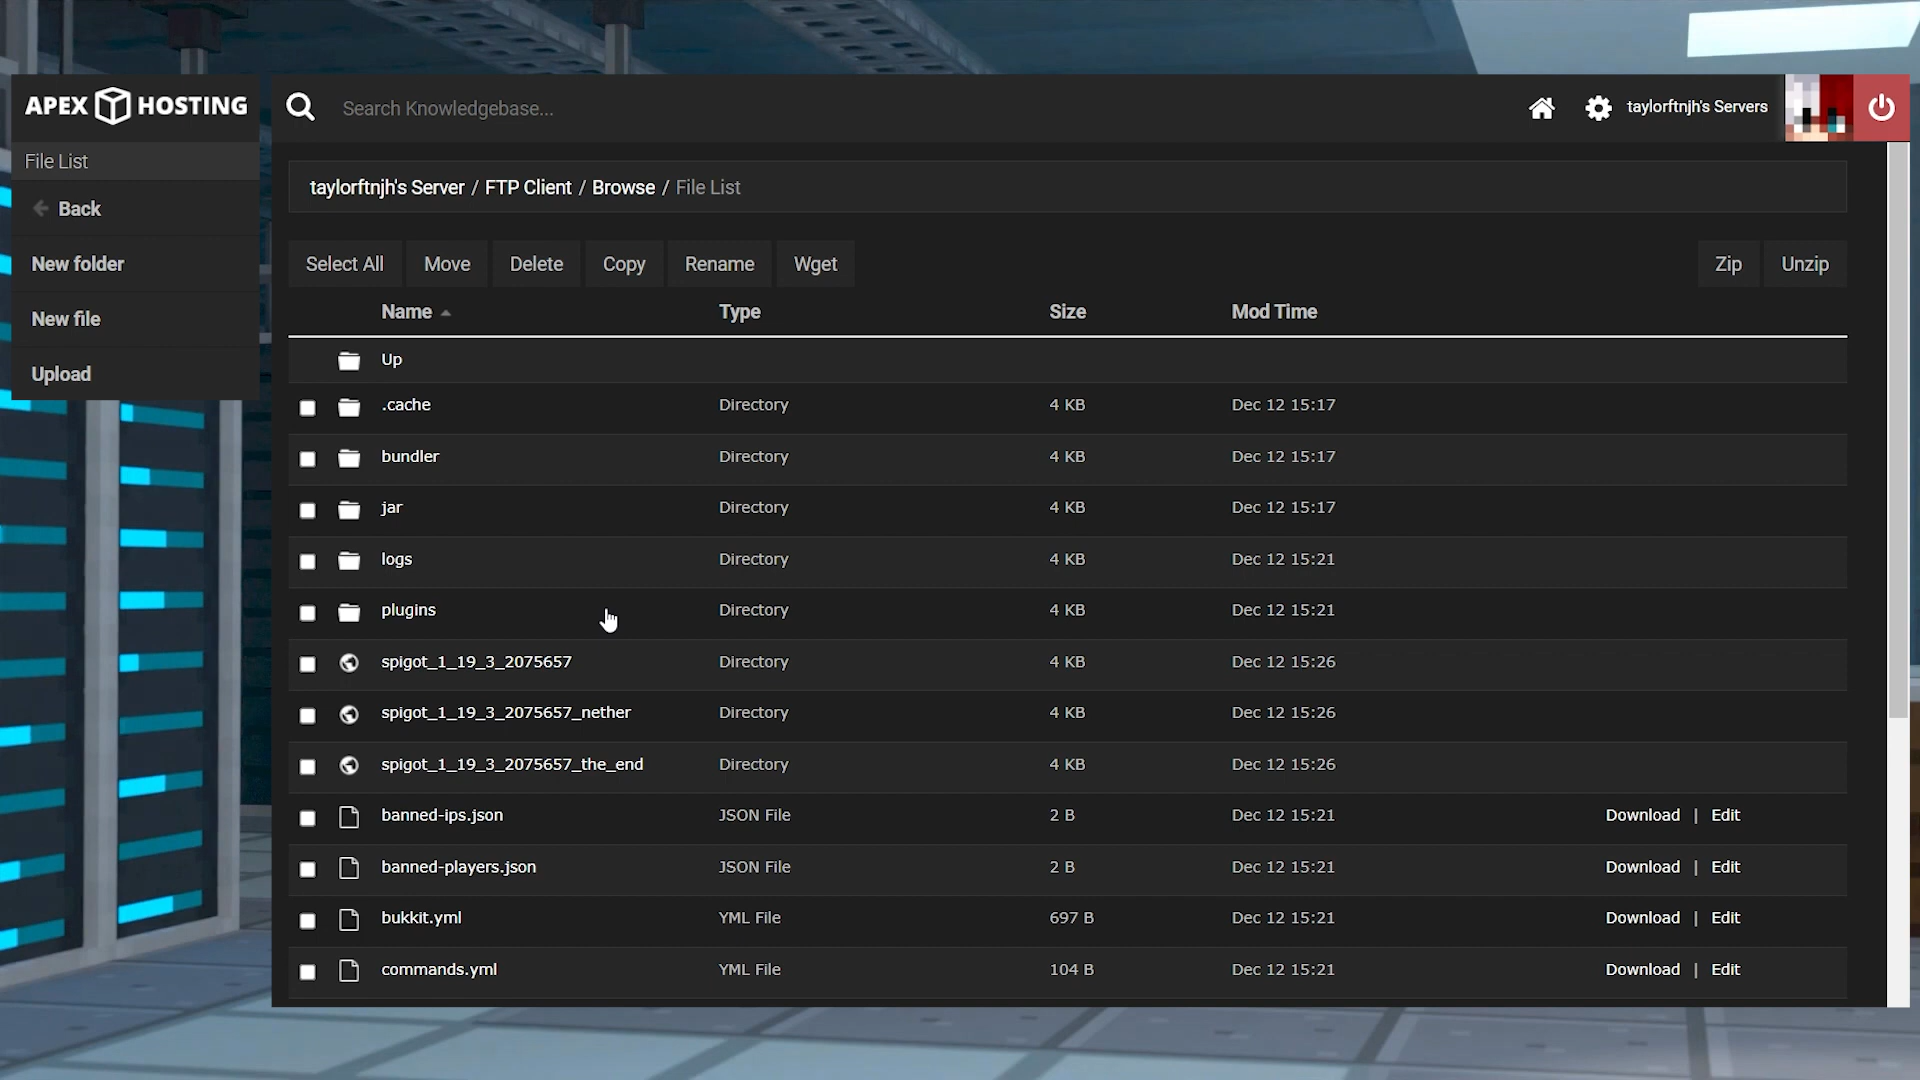 APEX HOSTING
Search Knowledgebase...
taylorftnjh's Servers
File List
Back
New folder
New file
Upload
taylorftnjh's Server / FTP Client / Browse / File List
Select All Move Delete Copy Rename Wget Zip Unzip
Name Type Size Mod Time
Up
.cache Directory 4 KB Dec 12 15:17
bundler Directory 4 KB Dec 12 15:17
jar Directory 4 KB Dec 12 15:17
logs Directory 4 KB Dec 12 15:21
plugins Directory 4 KB Dec 12 15:21
spigot_1_19_3_2075657 Directory 4 KB Dec 12 15:26
spigot_1_19_3_2075657_nether Directory 4 KB Dec 12 15:26
spigot_1_19_3_2075657_the_end Directory 4 KB Dec 12 15:26
banned-ips.json JSON File 2 B Dec 12 15:21 Download | Edit
banned-players.json JSON File 2 B Dec 12 15:21 Download | Edit
bukkit.yml YML File 697 B Dec 12 15:21 Download | Edit
commands.yml YML File 104 B Dec 12 15:21 Download | Edit